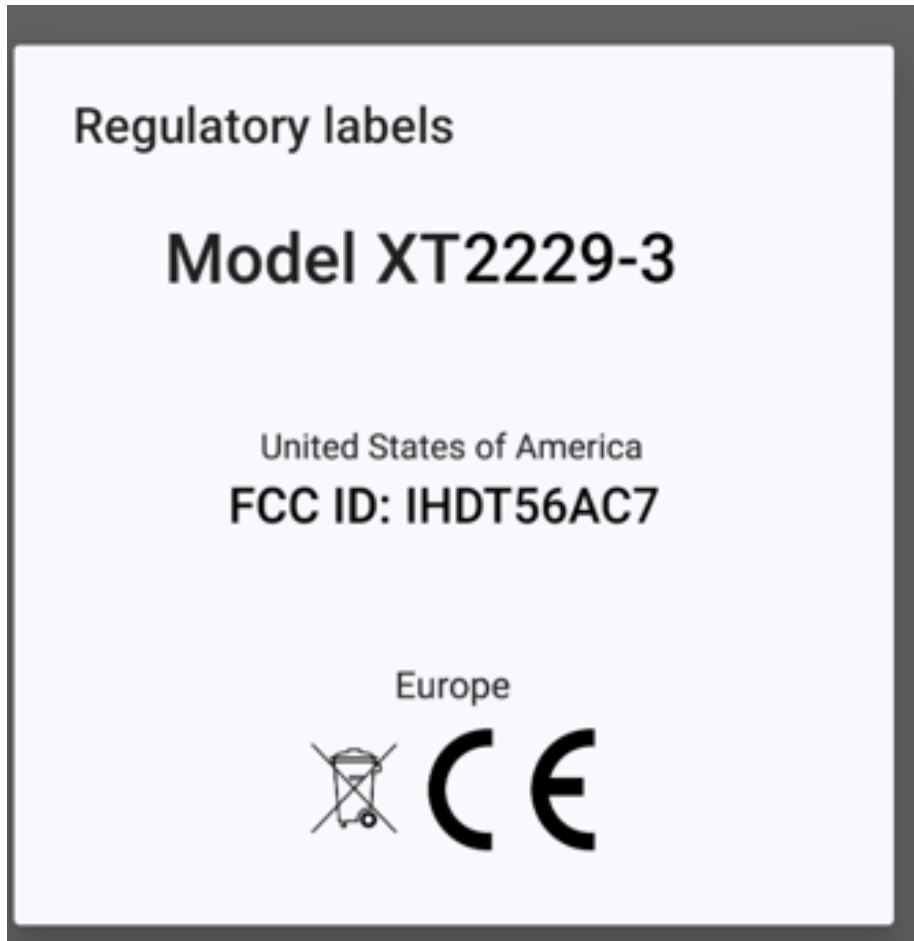 Regulatory labels
Model XT2229-3
United States of America
FCC ID: IHDT56AC7
Europe
CE